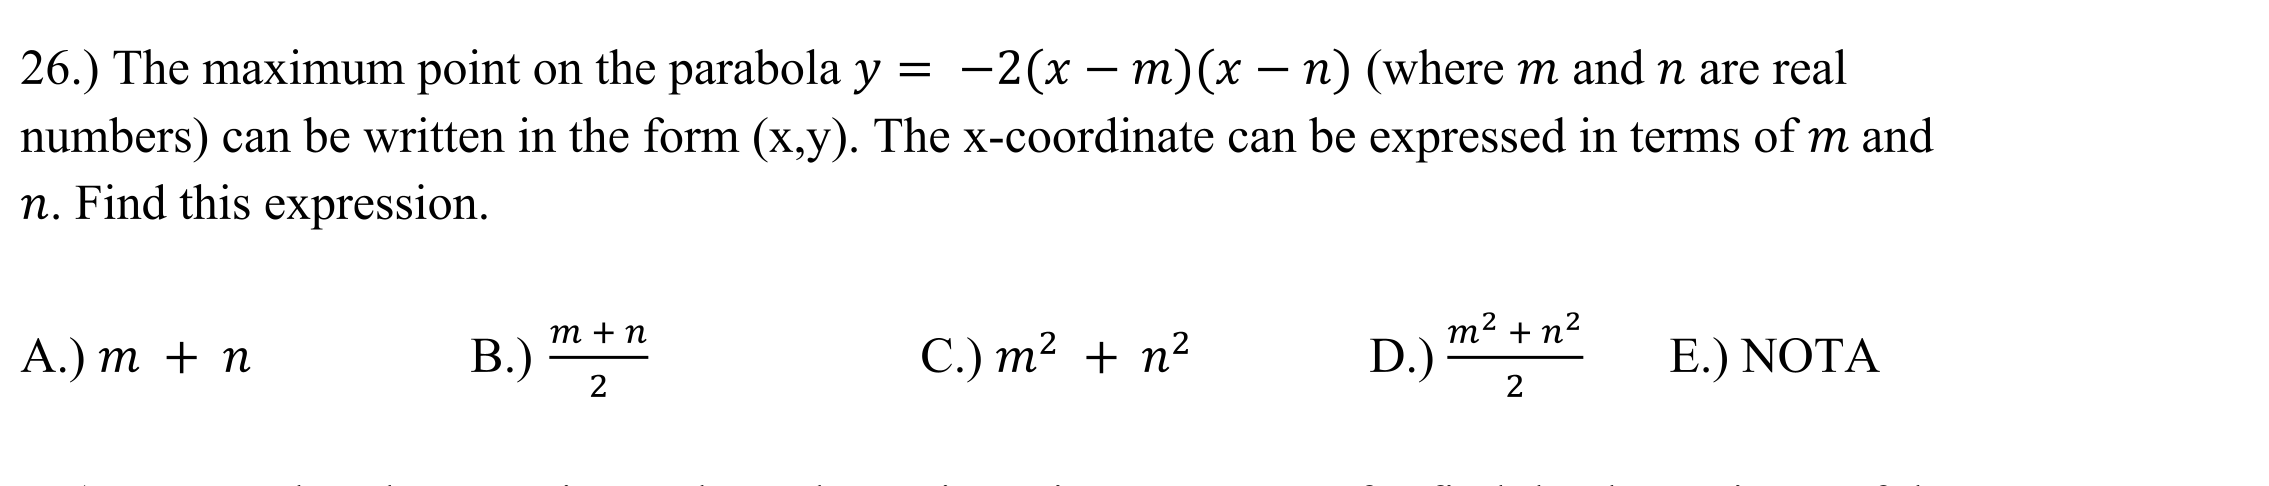 26.) The maximum point on the parabola y = −2(x − m)(x − n) (where m and n are real
numbers) can be written in the form (x,y). The x-coordinate can be expressed in terms of m and
n. Find this expression.
A.) m + n B.) (m + n)/2 C.) m² + n² D.) (m² + n²)/2 E.) NOTA